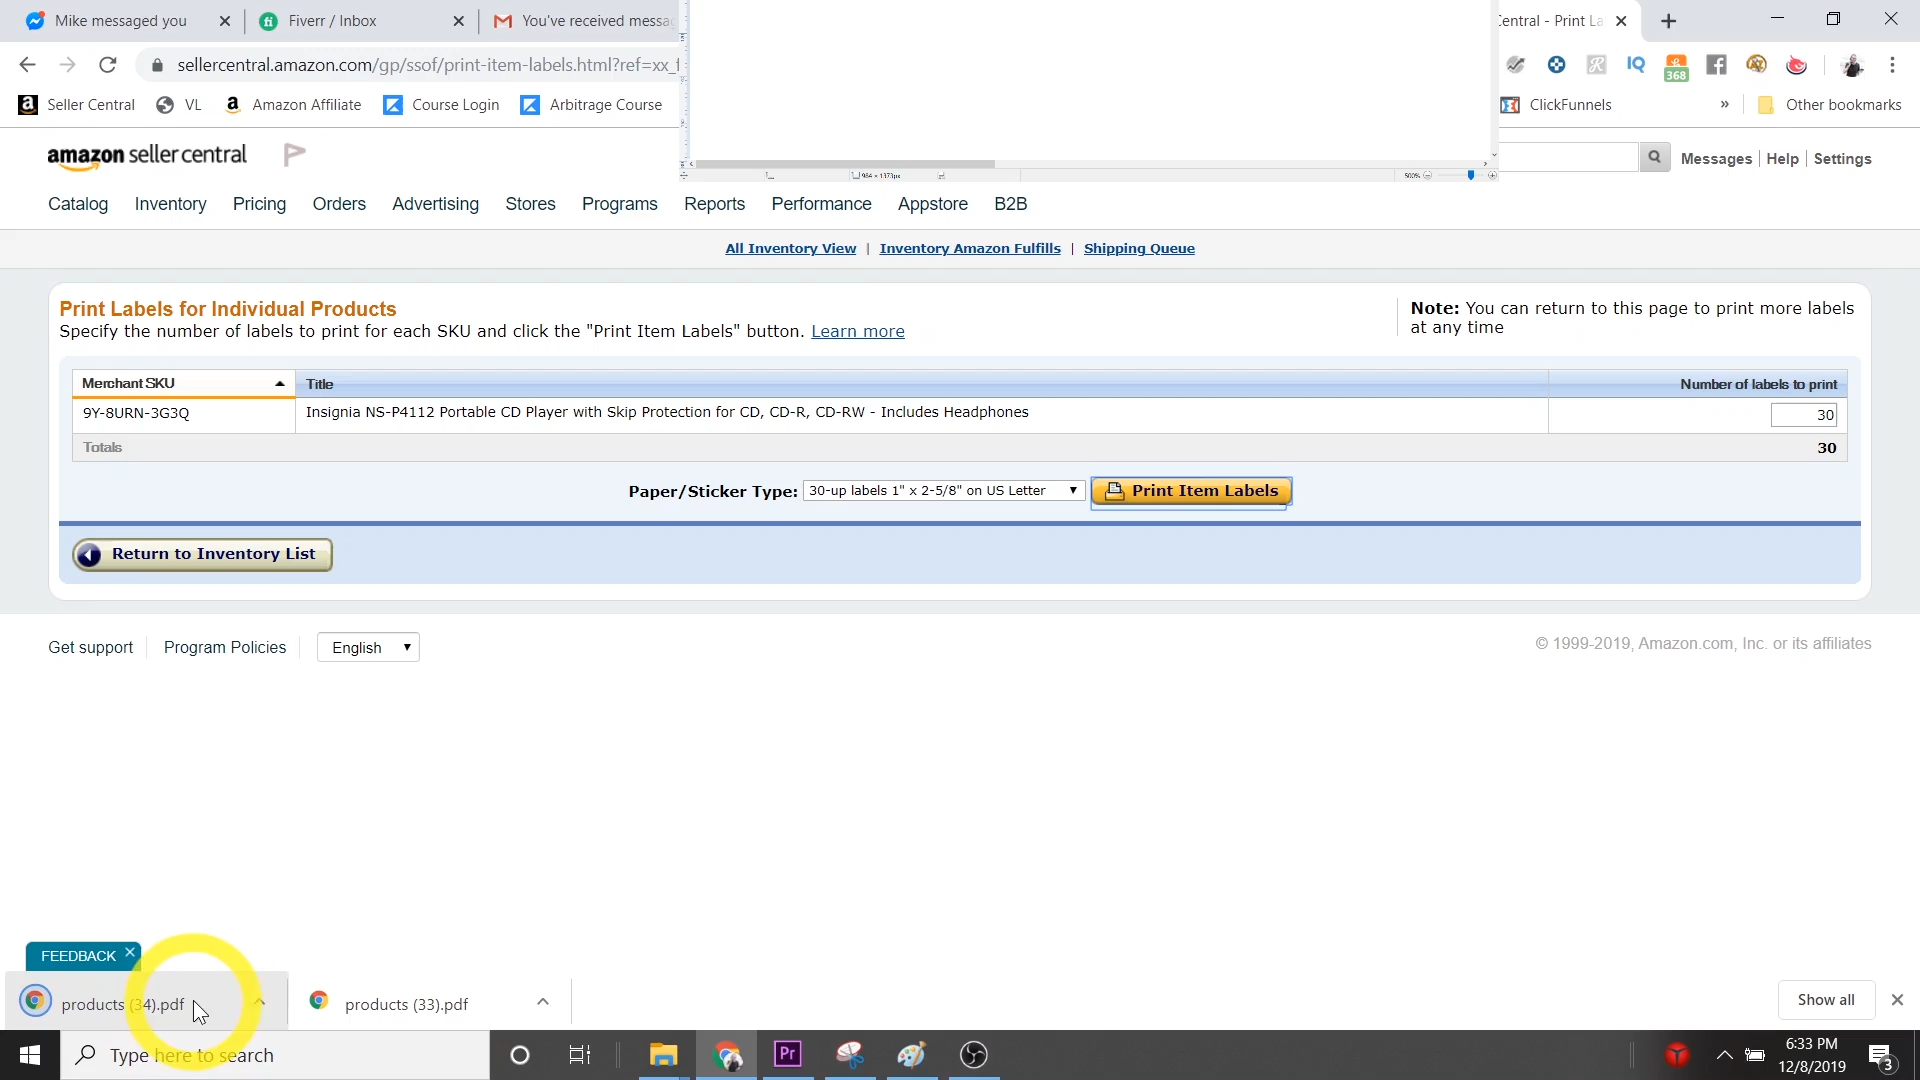 Mike messaged you
Fiverr / Inbox
You've received messa
Central - Print La
sellercentral.amazon.com/gp/ssof/print-item-labels.html?ref=xx_f
368
Seller Central
VL
Amazon Affiliate
Course Login
Arbitrage Course
ClickFunnels
»
Other bookmarks
984 × 1373px
500%
amazon seller central
Messages | Help | Settings
Catalog
Inventory
Pricing
Orders
Advertising
Stores
Programs
Reports
Performance
Appstore
B2B
All Inventory View | Inventory Amazon Fulfills | Shipping Queue
Print Labels for Individual Products
Specify the number of labels to print for each SKU and click the "Print Item Labels" button. Learn more
Note: You can return to this page to print more labels
at any time
Merchant SKU
Title
Number of labels to print
9Y-8URN-3G3Q
Insignia NS-P4112 Portable CD Player with Skip Protection for CD, CD-R, CD-RW - Includes Headphones
30
Totals
30
Paper/Sticker Type: 30-up labels 1" x 2-5/8" on US Letter
Print Item Labels
Return to Inventory List
Get support
Program Policies
English
© 1999-2019, Amazon.com, Inc. or its affiliates
FEEDBACK
products (34).pdf
products (33).pdf
Show all
Type here to search
Pr
6:33 PM
12/8/2019
3